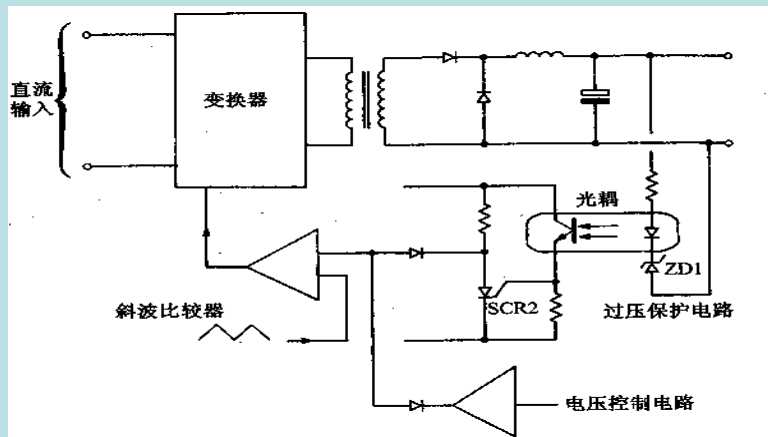 直流
输入
变换器
光耦
ZD1
SCR2
斜波比较器
过压保护电路
电压控制电路